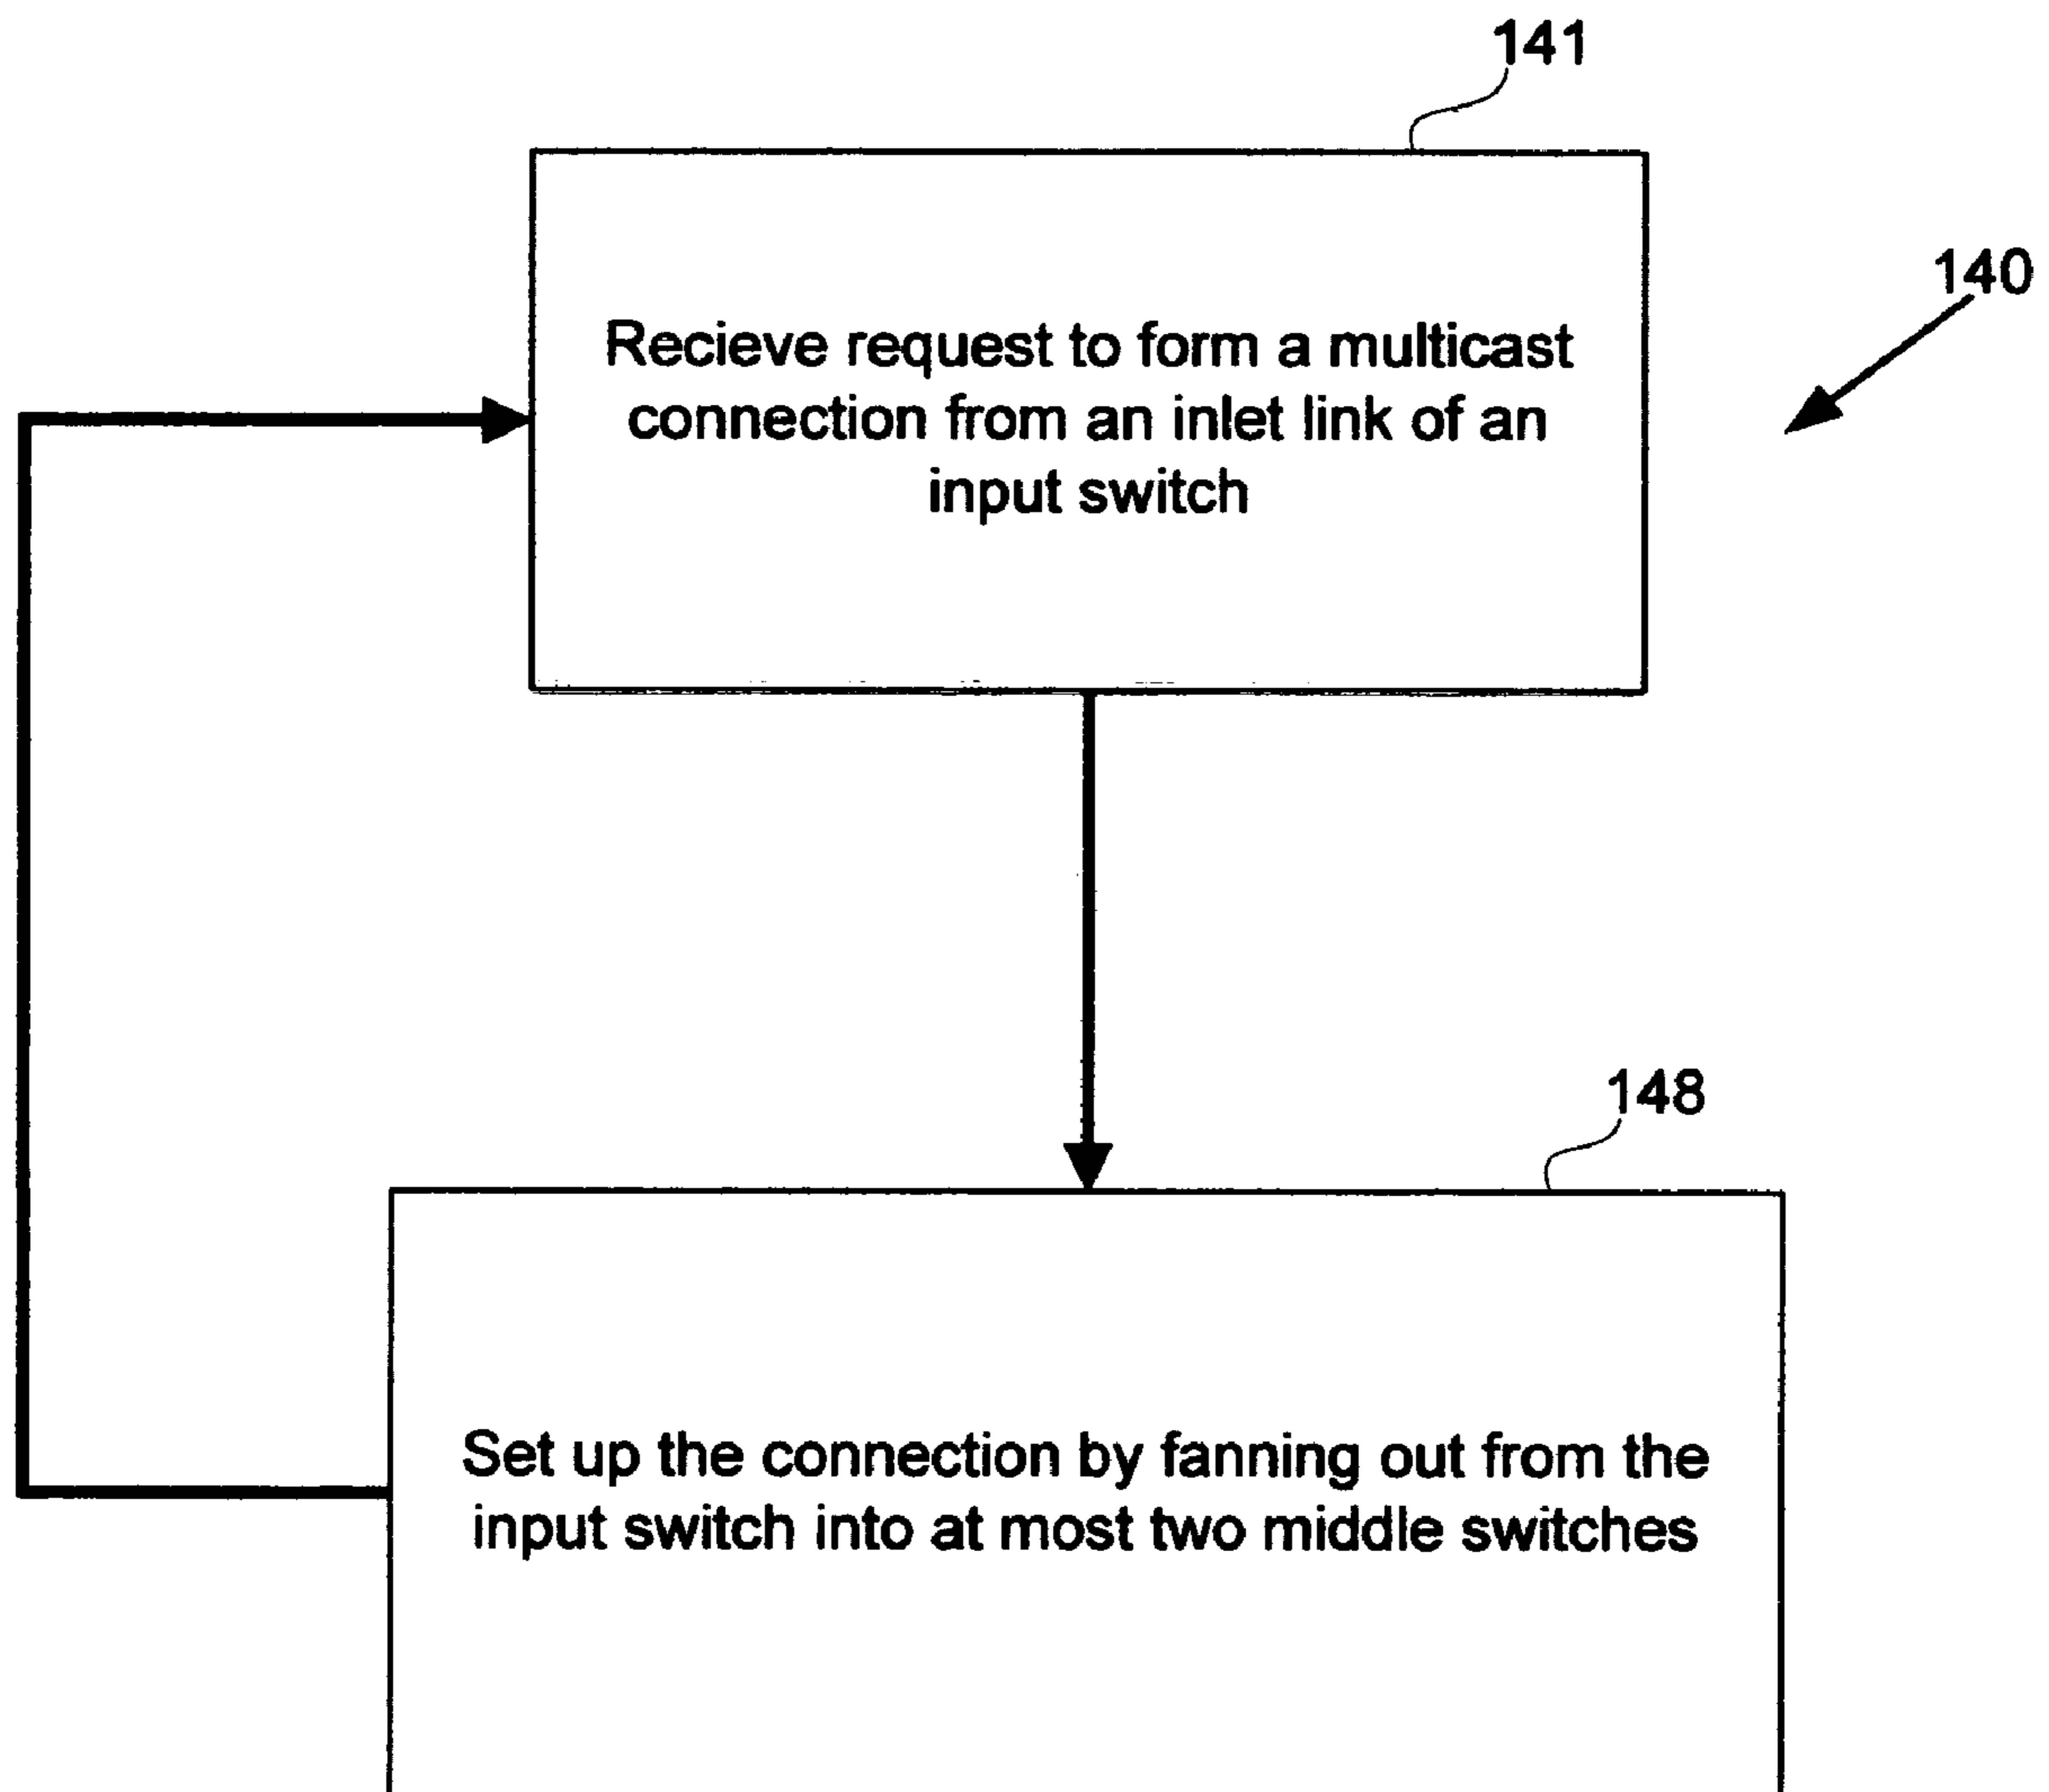 141
140
Recieve request to form a multicast
connection from an inlet link of an
input switch
148
Set up the connection by fanning out from the
input switch into at most two middle switches